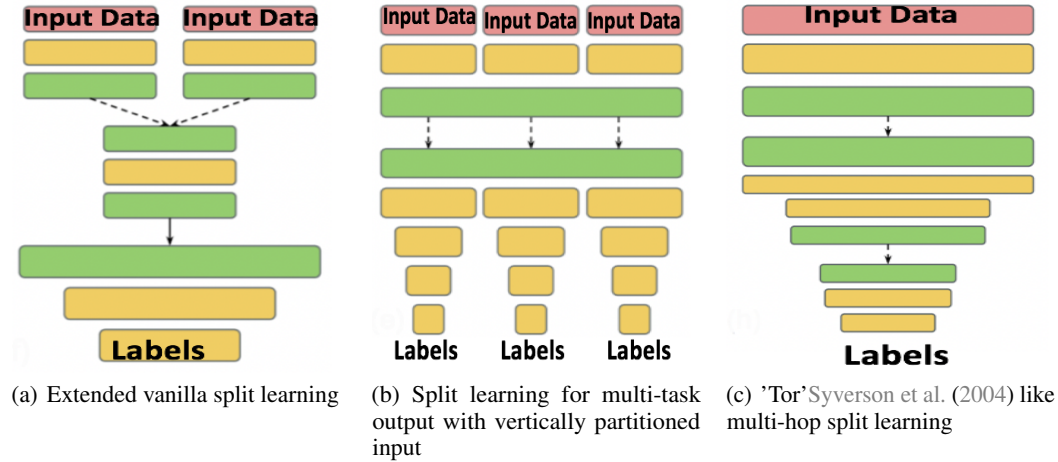 Input Data Input Data
Labels
(a) Extended vanilla split learning
Input Data Input Data Input Data
Labels Labels Labels
(b) Split learning for multi-task
output with vertically partitioned
input
Input Data
Labels
(c) 'Tor'Syverson et al. (2004) like
multi-hop split learning